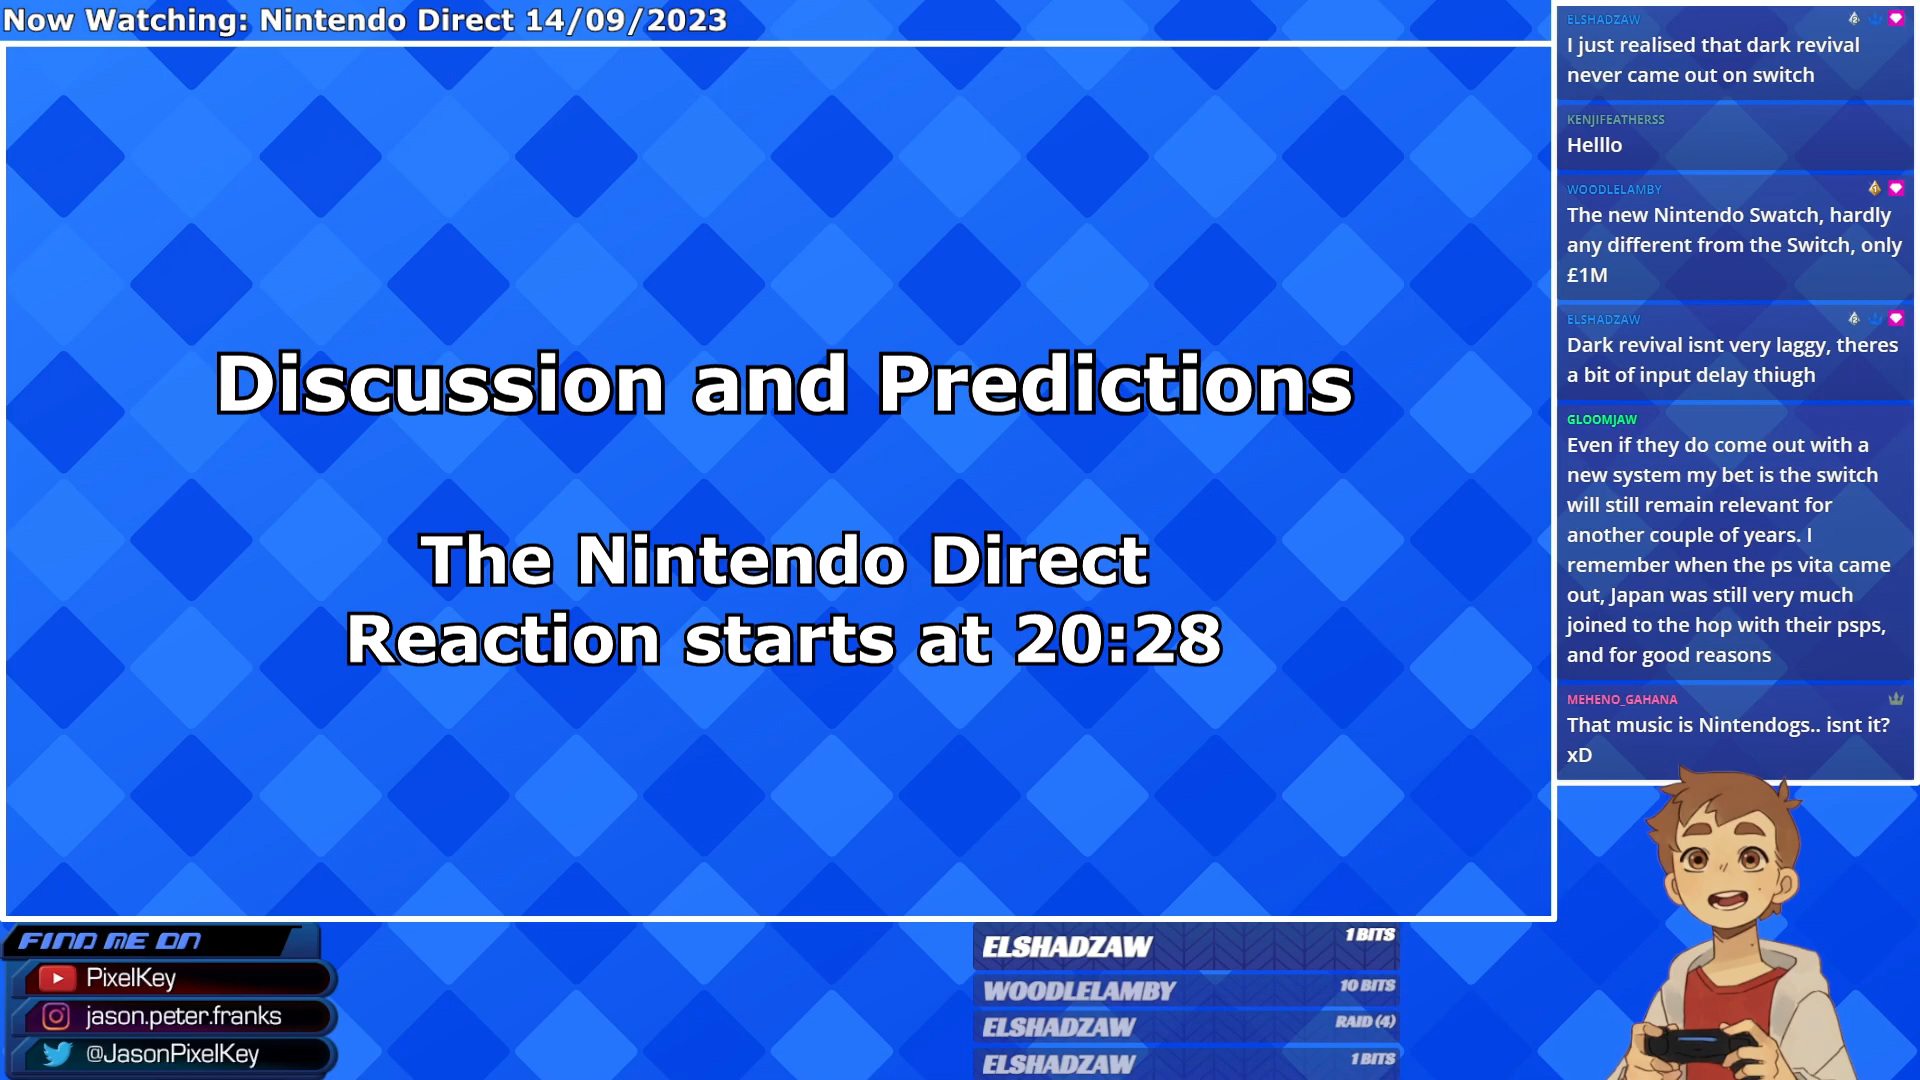 Now Watching: Nintendo Direct 14/09/2023
Discussion and Predictions
The Nintendo Direct
Reaction starts at 20:28
ELSHADZAW
I just realised that dark revival
never came out on switch
KENJIFEATHERSS
Helllo
WOODLELAMBY
The new Nintendo Swatch, hardly
any different from the Switch, only
£1M
ELSHADZAW
Dark revival isnt very laggy, theres
a bit of input delay thiugh
GLOOMJAW
Even if they do come out with a
new system my bet is the switch
will still remain relevant for
another couple of years. I
remember when the ps vita came
out, Japan was still very much
joined to the hop with their psps,
and for good reasons
MEHENO_GAHANA
That music is Nintendogs.. isnt it?
xD
FIND ME ON
PixelKey
jason.peter.franks
@JasonPixelKey
ELSHADZAW 1 BITS
WOODLELAMBY 10 BITS
ELSHADZAW RAID (4)
ELSHADZAW 1 BITS